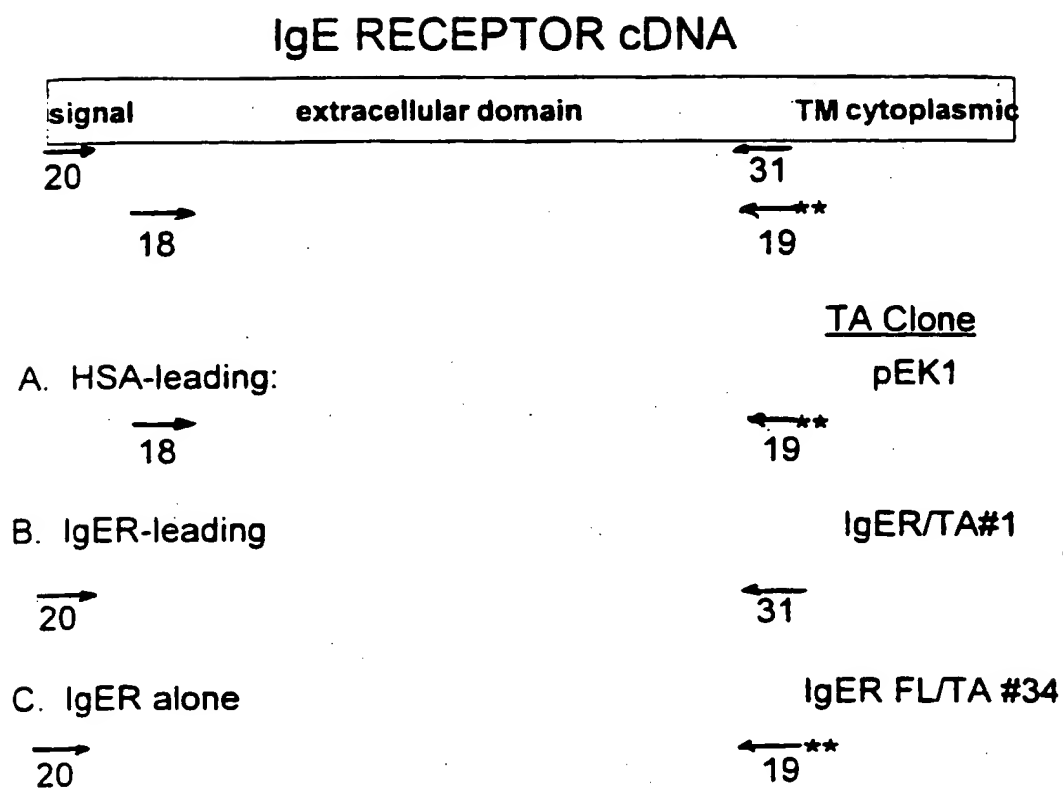 IgE RECEPTOR cDNA
signal extracellular domain TM cytoplasmic
20 31
**
18 19
TA Clone
A. HSA-leading: pEK1
**
18 19
B. IgER-leading IgER/TA#1
20 31
C. IgER alone IgER FL/TA #34
**
20 19